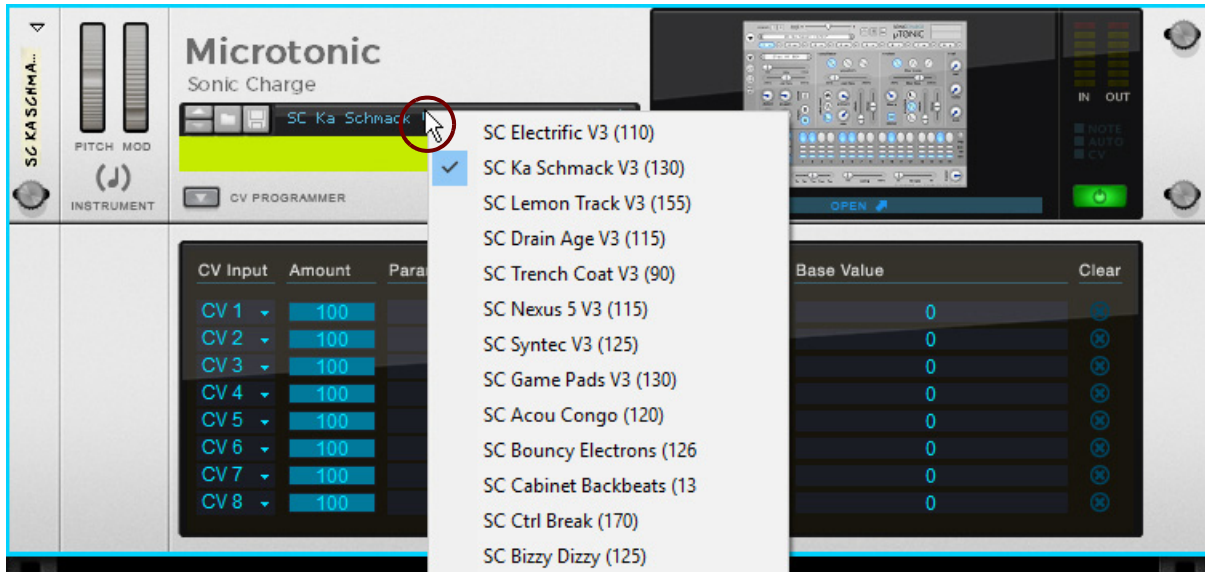 SC KA SCHMA...
PITCH MOD
INSTRUMENT
Microtonic
Sonic Charge
SC Ka Schmack
CV PROGRAMMER
µTONIC
OPEN
IN OUT
NOTE
AUTO
CV
SC Electrific V3 (110)
SC Ka Schmack V3 (130)
SC Lemon Track V3 (155)
SC Drain Age V3 (115)
SC Trench Coat V3 (90)
SC Nexus 5 V3 (115)
SC Syntec V3 (125)
SC Game Pads V3 (130)
SC Acou Congo (120)
SC Bouncy Electrons (126
SC Cabinet Backbeats (13
SC Ctrl Break (170)
SC Bizzy Dizzy (125)
CV Input Amount Para Base Value Clear
CV 1 100 0
CV 2 100 0
CV 3 100 0
CV 4 100 0
CV 5 100 0
CV 6 100 0
CV 7 100 0
CV 8 100 0